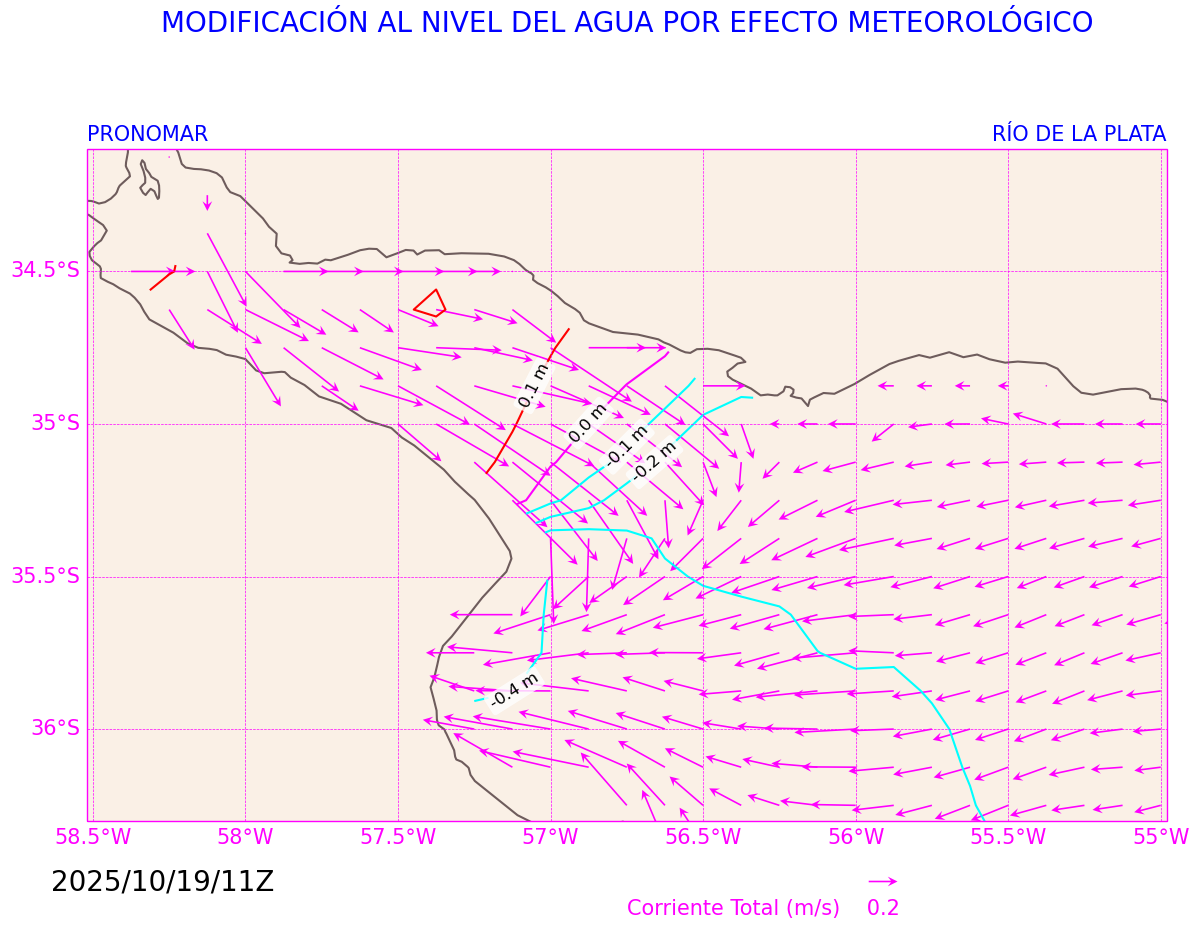 MODIFICACIÓN AL NIVEL DEL AGUA POR EFECTO METEOROLÓGICO
PRONOMAR RÍO DE LA PLATA
34.5°S
0.1 m
0.0 m
35°S
-0.1 m
-0.2 m
35.5°S
-0.4 m
36°S
58.5°W 58°W 57.5°W 57°W 56.5°W 56°W 55.5°W 55°W
2025/10/19/11Z
Corriente Total (m/s) 0.2